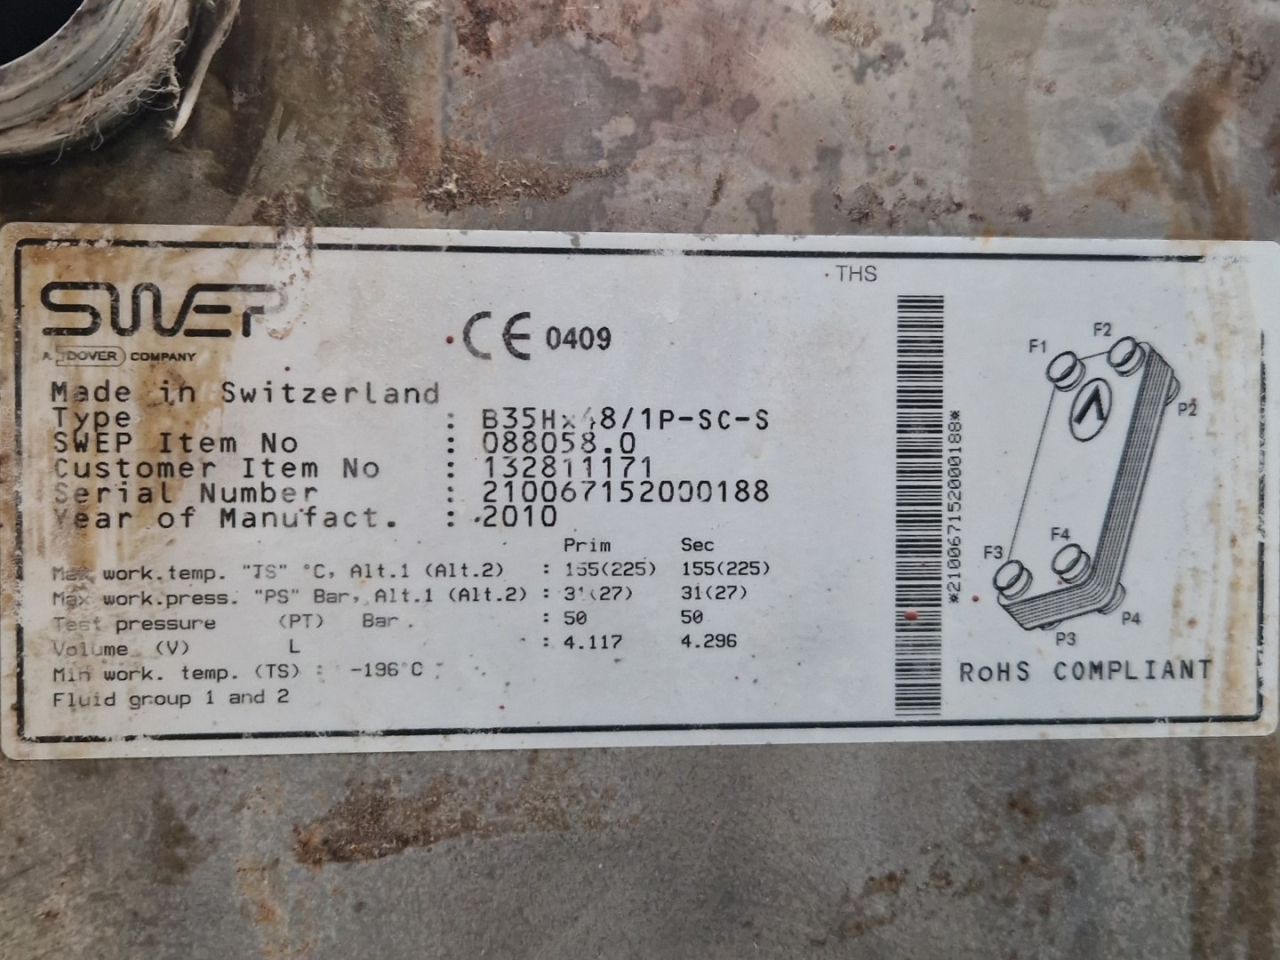 SWEP
A DOVER COMPANY
CE 0409
THS
Made in Switzerland
Type : B35Hx48/1P-SC-S
SWEP Item No : 088058.0
Customer Item No : 132811171
Serial Number : 210067152000188
Year of Manufact. : 2010
Prim Sec
Max work.temp. "TS" °C, Alt.1 (Alt.2) : 155(225) 155(225)
Max work.press. "PS" Bar, Alt.1 (Alt.2) : 31(27) 31(27)
Test pressure (PT) Bar : 50 50
Volume (V) L : 4.117 4.296
Min work. temp. (TS) : -196°C
Fluid group 1 and 2
*210067152000188*
F1 F2
P2
F3 F4
P4
P3
RoHS COMPLIANT